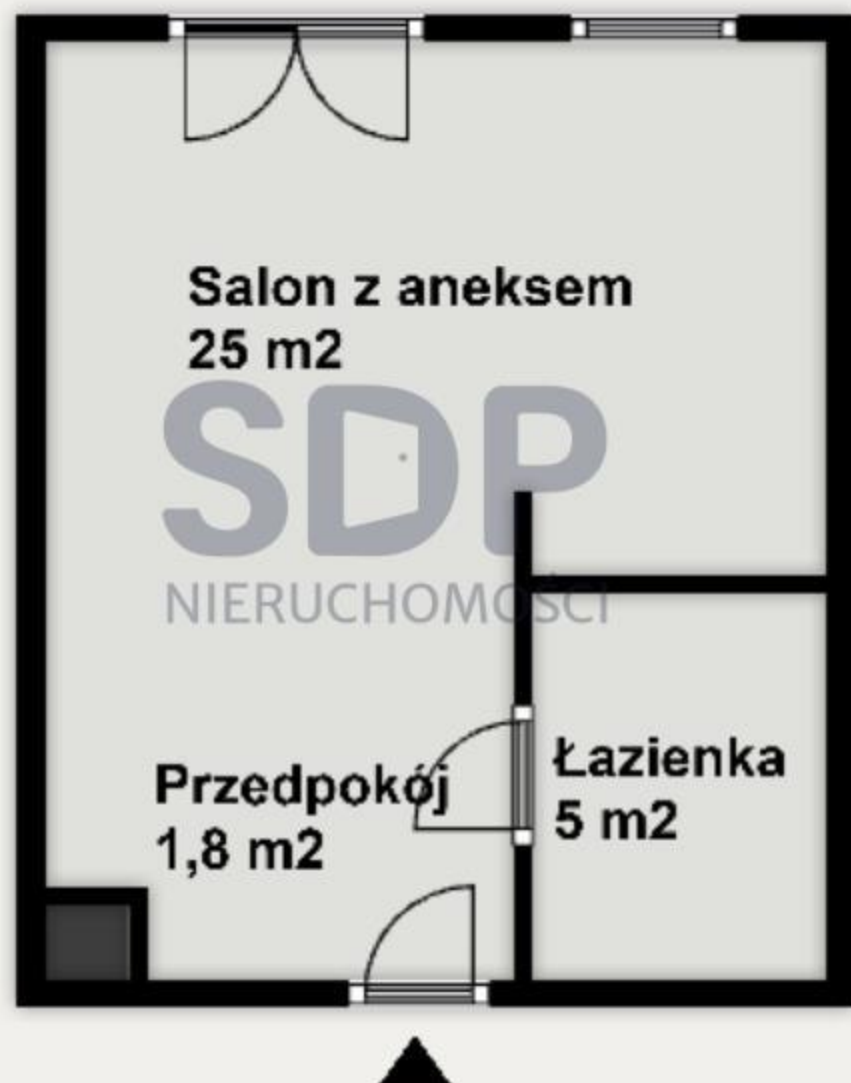 Salon z aneksem
25 m2
SDP
NIERUCHOMOŚCI
Przedpokój
1,8 m2
Łazienka
5 m2